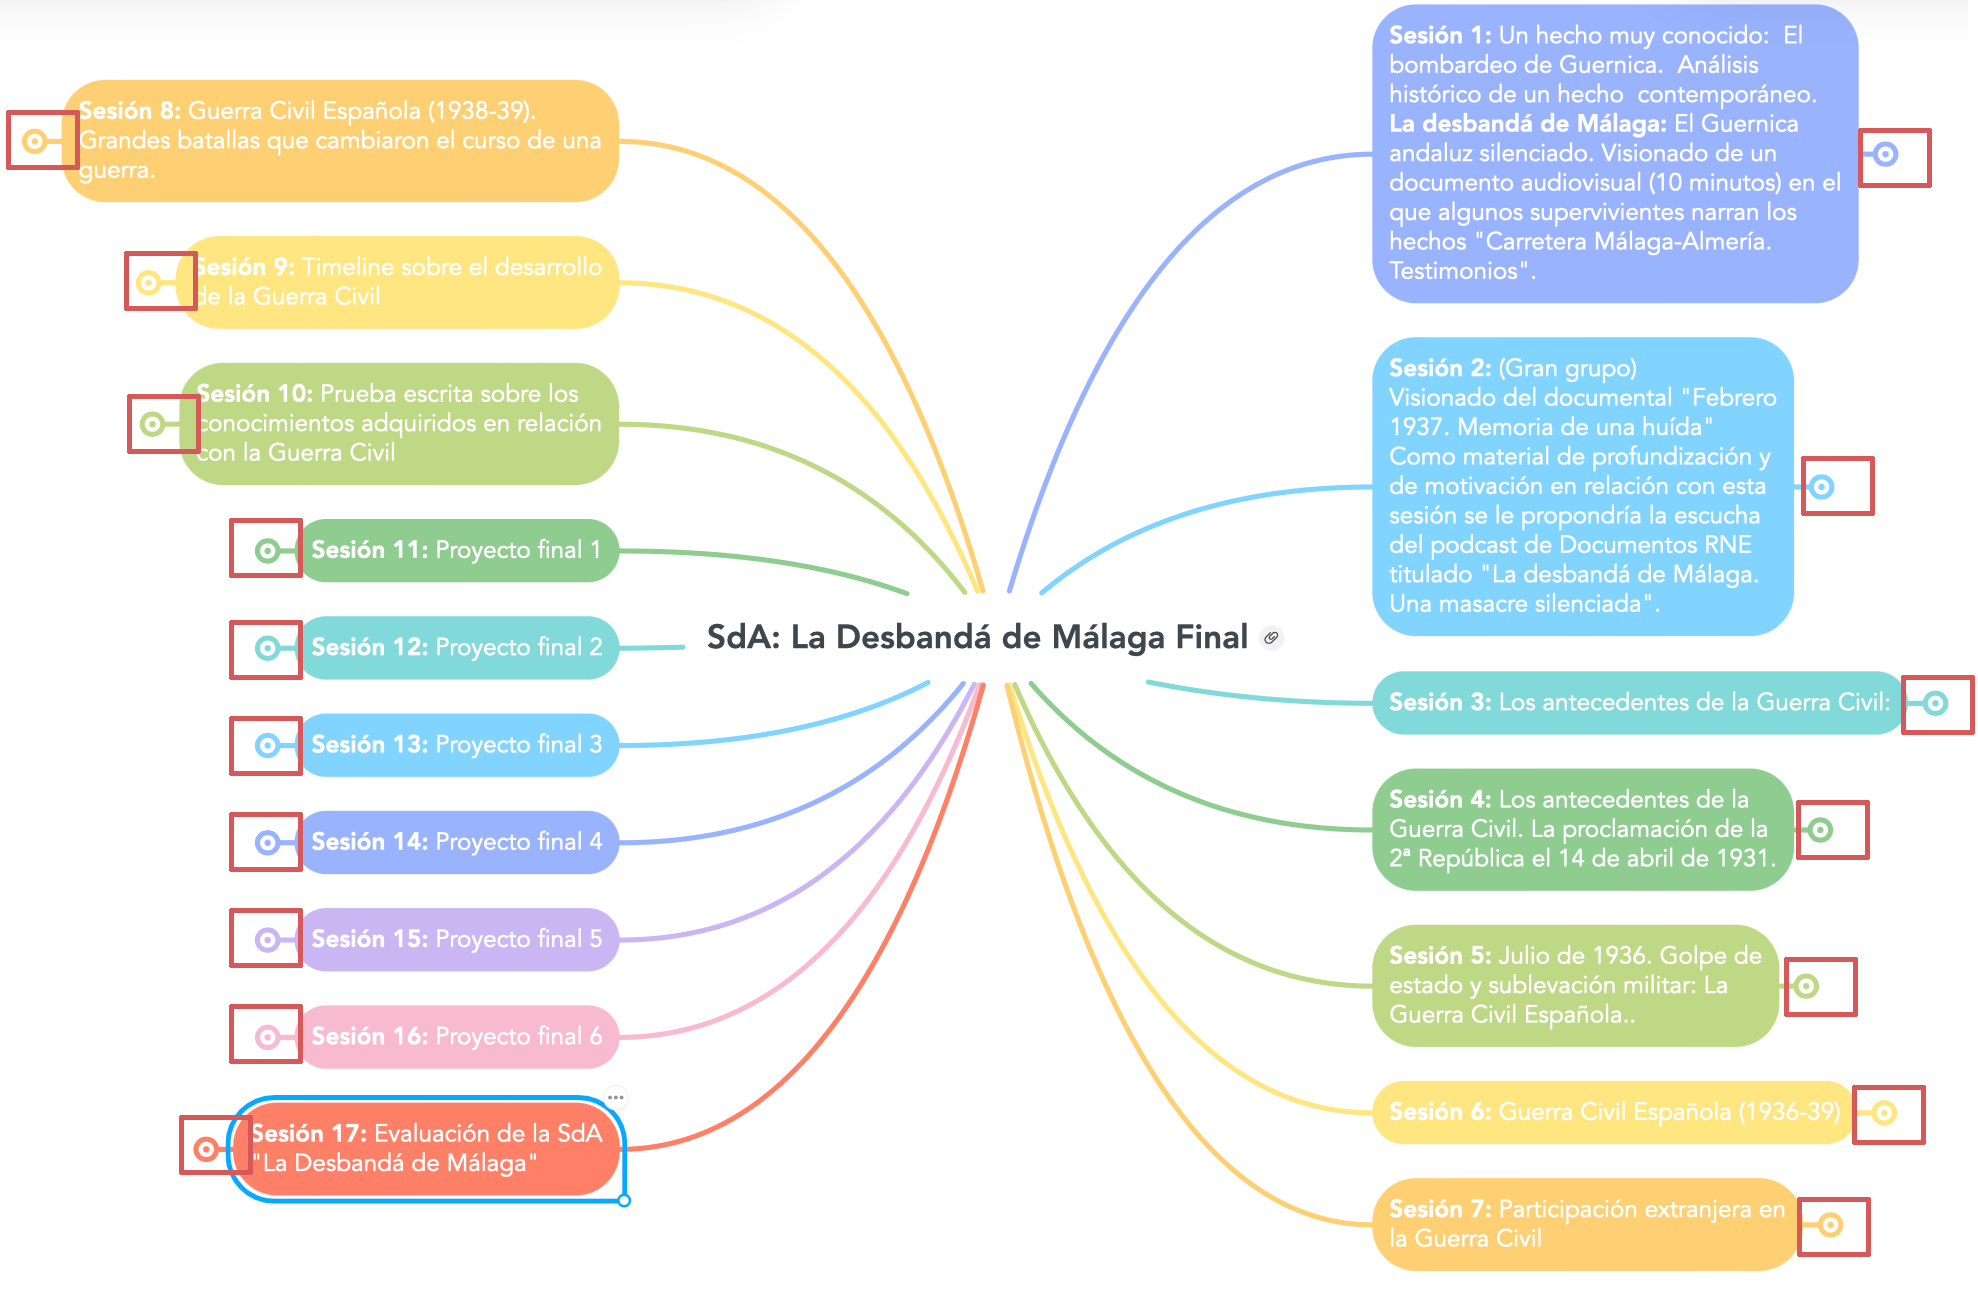 Sesión 1: Un hecho muy conocido:  El
bombardeo de Guernica.  Análisis
histórico de un hecho  contemporáneo.
La desbandá de Málaga: El Guernica
andaluz silenciado. Visionado de un
documento audiovisual (10 minutos) en el
que algunos supervivientes narran los
hechos "Carretera Málaga-Almería.
Testimonios".
Sesión 2: (Gran grupo)
Visionado del documental "Febrero
1937. Memoria de una huída"
Como material de profundización y
de motivación en relación con esta
sesión se le propondría la escucha
del podcast de Documentos RNE
titulado "La desbandá de Málaga.
Una masacre silenciada".
Sesión 3: Los antecedentes de la Guerra Civil:
Sesión 4: Los antecedentes de la
Guerra Civil. La proclamación de la
2ª República el 14 de abril de 1931.
Sesión 5: Julio de 1936. Golpe de
estado y sublevación militar: La
Guerra Civil Española..
Sesión 6: Guerra Civil Española (1936-39)
Sesión 7: Participación extranjera en
la Guerra Civil
SdA: La Desbandá de Málaga Final
Sesión 8: Guerra Civil Española (1938-39).
Grandes batallas que cambiaron el curso de una
guerra.
Sesión 9: Timeline sobre el desarrollo
de la Guerra Civil
Sesión 10: Prueba escrita sobre los
conocimientos adquiridos en relación
con la Guerra Civil
Sesión 11: Proyecto final 1
Sesión 12: Proyecto final 2
Sesión 13: Proyecto final 3
Sesión 14: Proyecto final 4
Sesión 15: Proyecto final 5
Sesión 16: Proyecto final 6
Sesión 17: Evaluación de la SdA
"La Desbandá de Málaga"